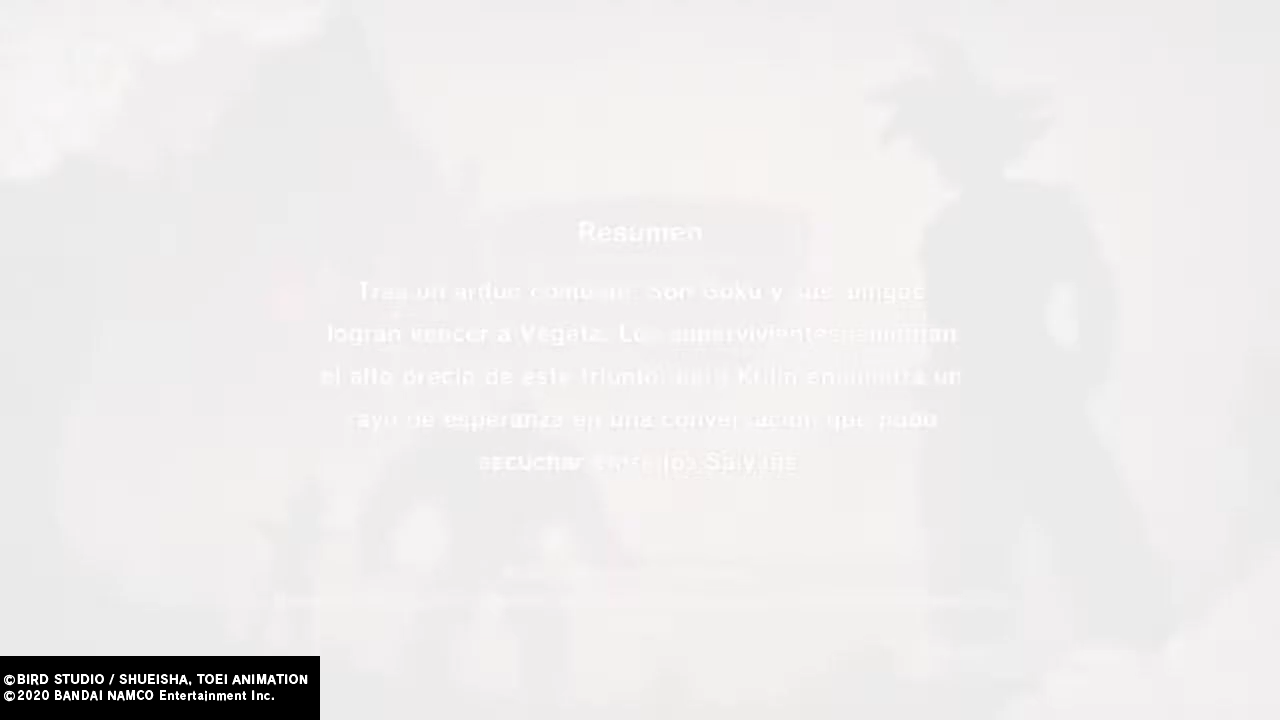 Resumen
Tras un arduo combate, Son Goku y sus amigos
logran vencer a Vegeta. Los supervivientes
el alto precio de este triunfo, pero Krilin encuentra un
rayo de esperanza en una conversación que pudo
escuchar entre los Saiyans
©BIRD STUDIO / SHUEISHA, TOEI ANIMATION
©2020 BANDAI NAMCO Entertainment Inc.